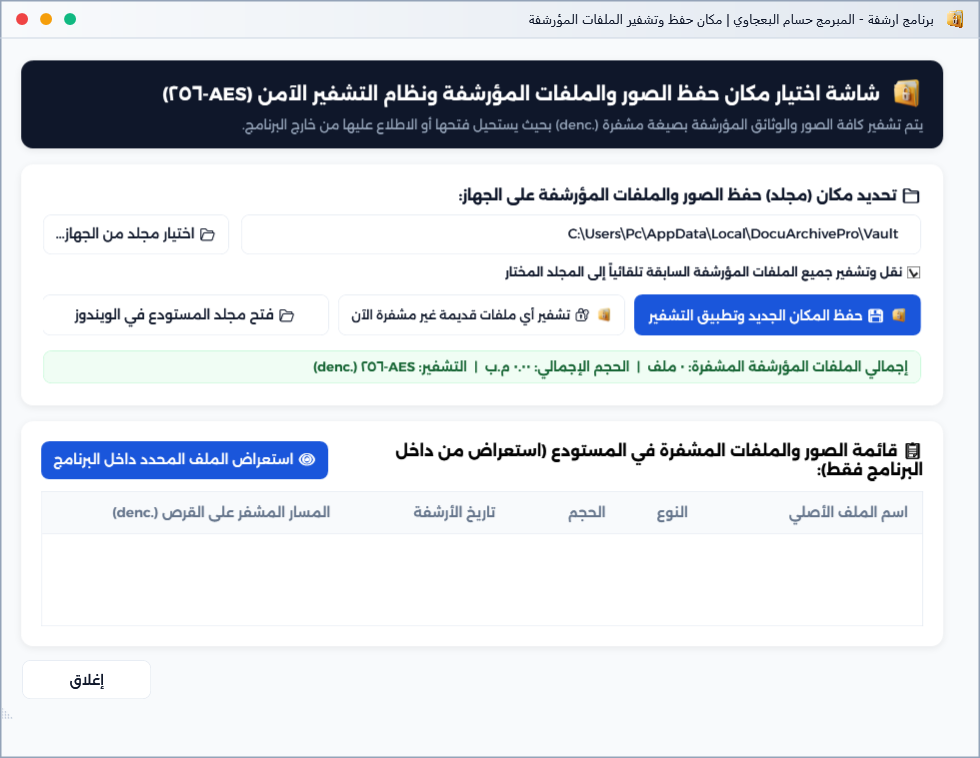 برنامج ارشفة - المبرمج حسام البعجاوي | مكان حفظ وتشفير الملفات المؤرشفة
شاشة اختيار مكان حفظ الصور والملفات المؤرشفة ونظام التشفير الآمن (AES-٢٥٦)
يتم تشفير كافة الصور والوثائق المؤرشفة بصيغة مشفرة (.denc) بحيث يستحيل فتحها أو الاطلاع عليها من خارج البرنامج.
تحديد مكان (مجلد) حفظ الصور والملفات المؤرشفة على الجهاز:
C:\Users\Pc\AppData\Local\DocuArchivePro\Vault
اختيار مجلد من الجهاز...
نقل وتشفير جميع الملفات المؤرشفة السابقة تلقائياً إلى المجلد المختار
حفظ المكان الجديد وتطبيق التشفير
تشفير أي ملفات قديمة غير مشفرة الآن
فتح مجلد المستودع في الويندوز
إجمالي الملفات المؤرشفة المشفرة: ٠ ملف | الحجم الإجمالي: ٠.٠٠ م.ب | التشفير: AES-٢٥٦ (.denc)
قائمة الصور والملفات المشفرة في المستودع (استعراض من داخل
البرنامج فقط):
استعراض الملف المحدد داخل البرنامج
اسم الملف الأصلي
النوع
الحجم
تاريخ الأرشفة
المسار المشفر على القرص (.denc)
إغلاق